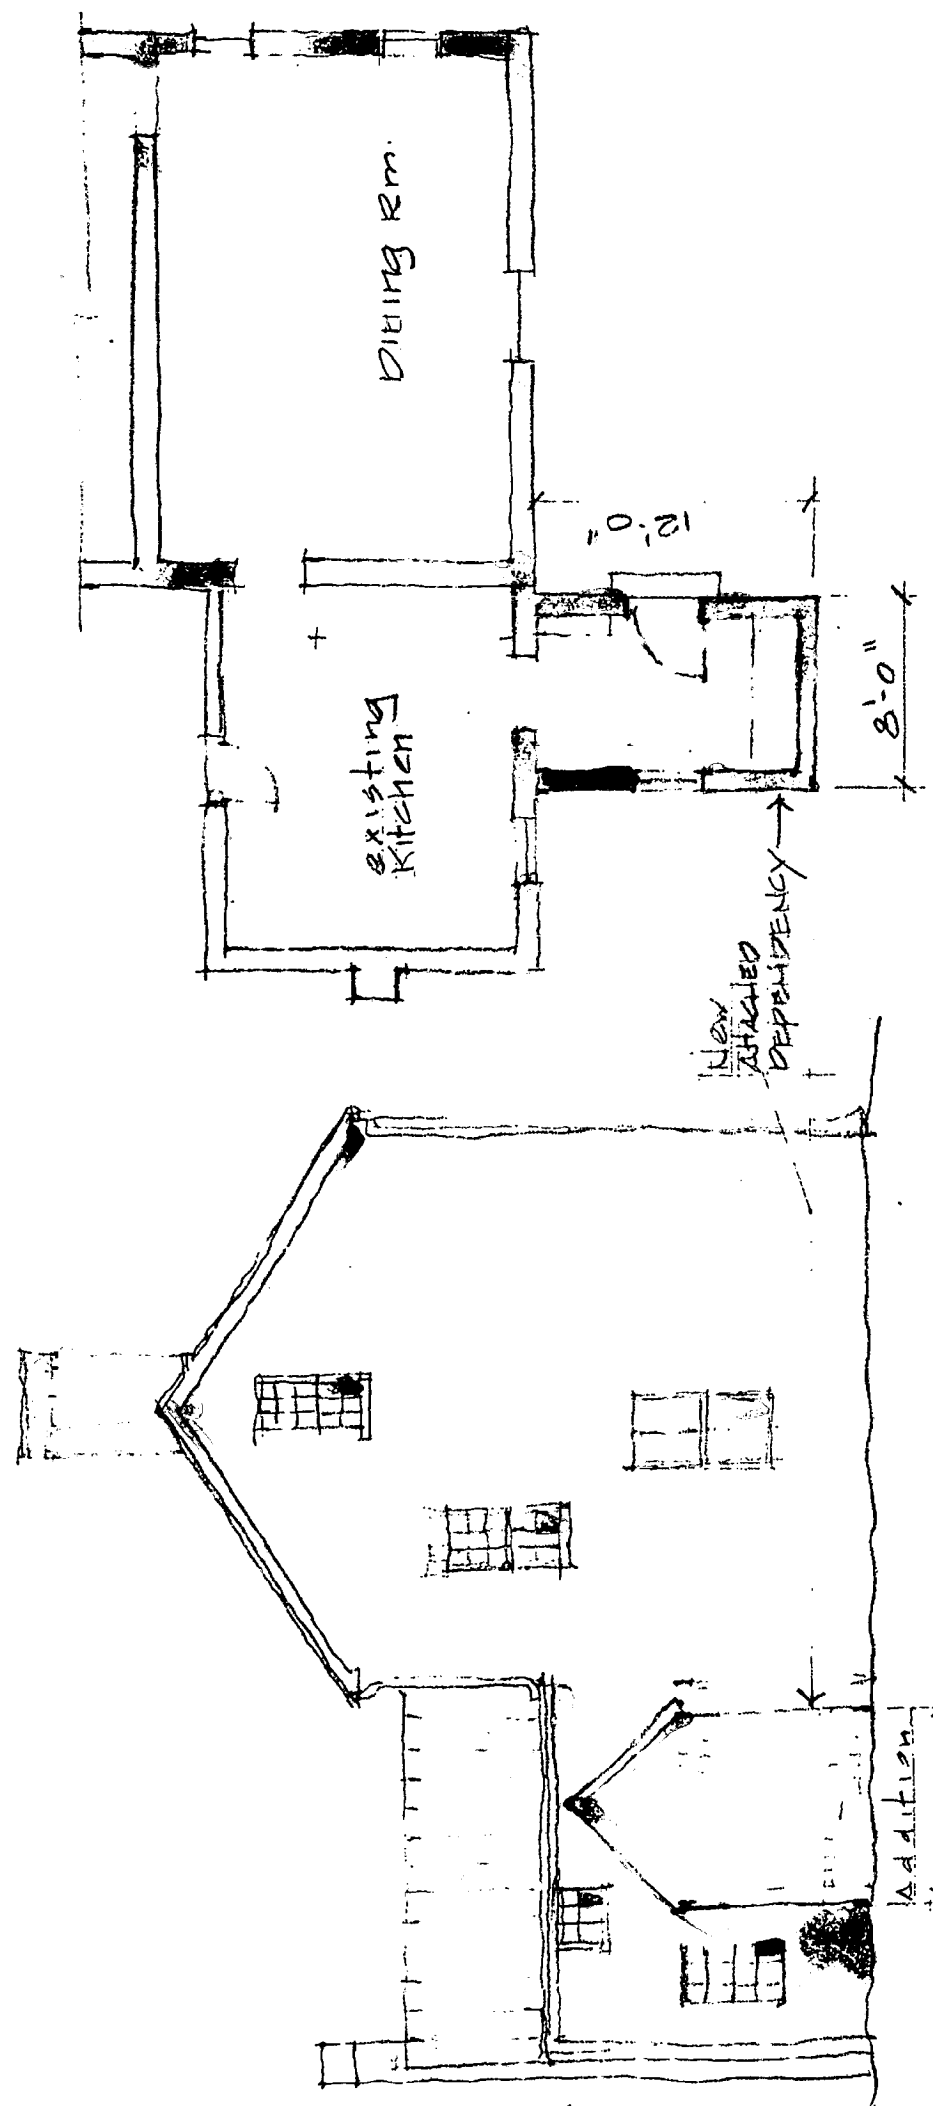 Dining Rm.
12'-0"
existing
Kitchen
8'-0"
New
Attached
DEPENDENCY
Addition